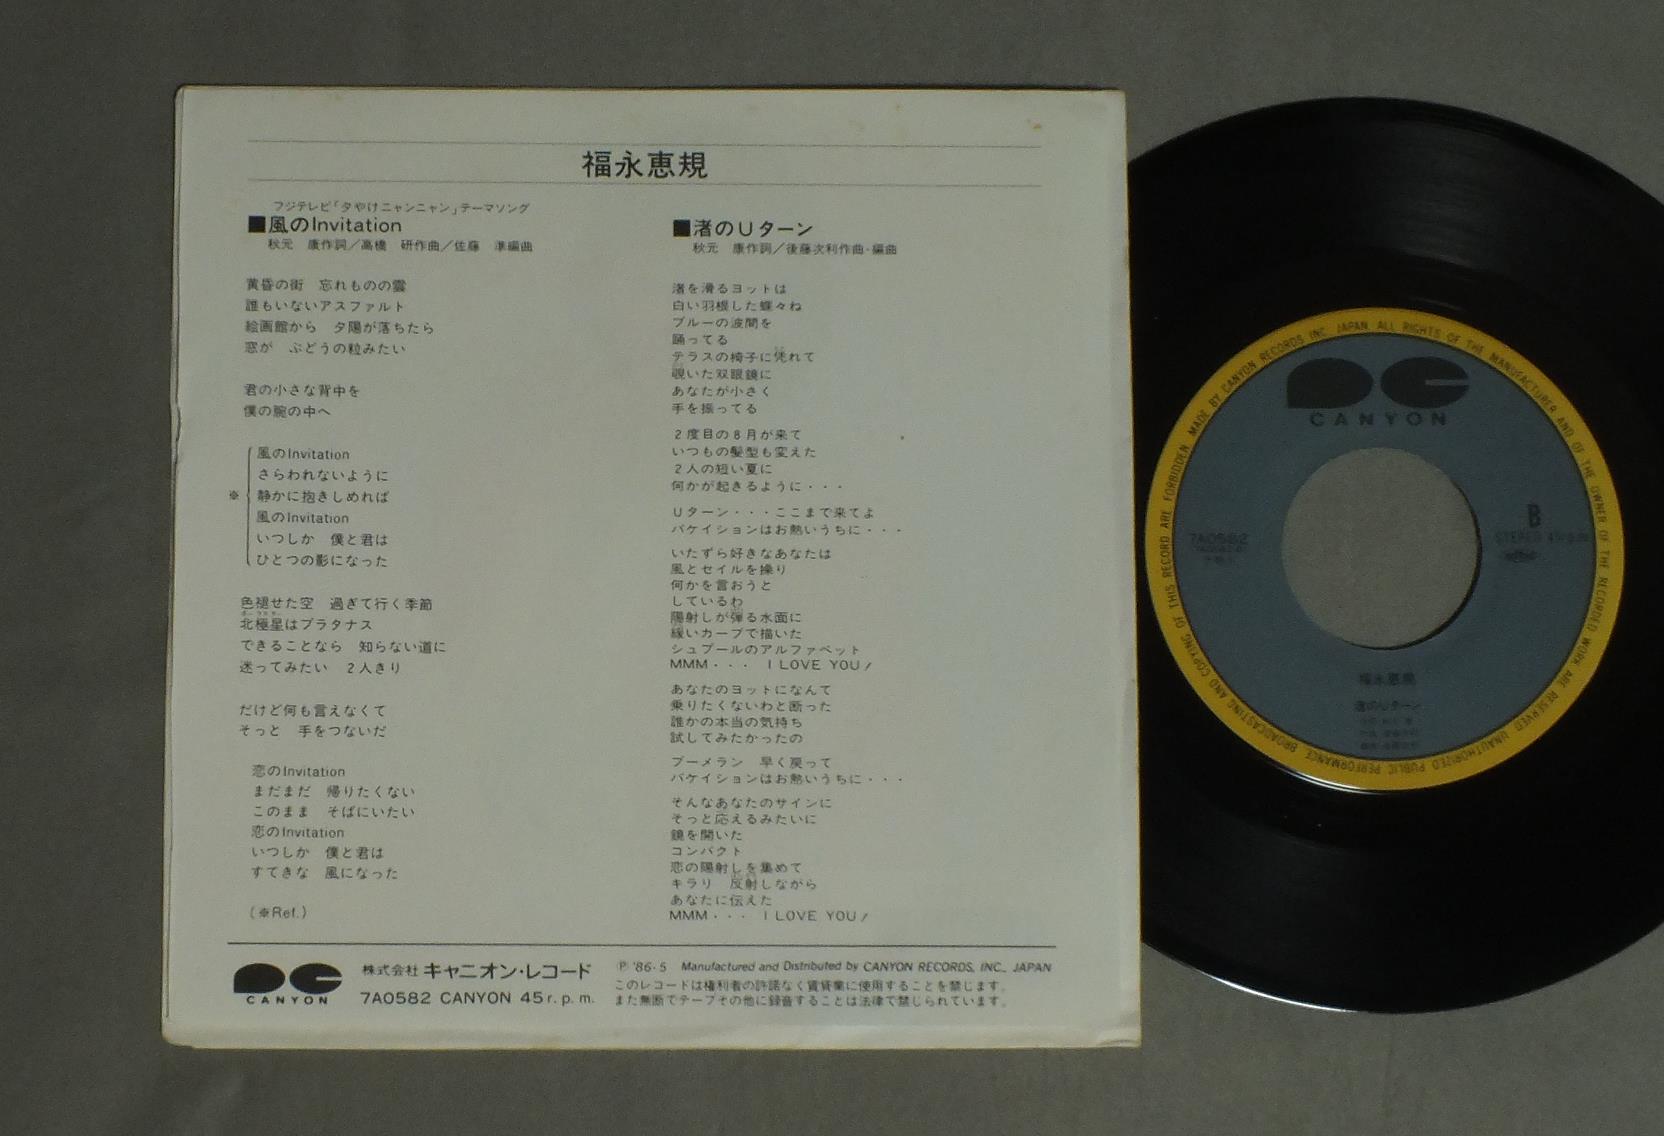 福永恵規
フジテレビ「夕やけニャンニャン」テーマソング
■風のInvitation
秋元　康作詞／高橋　研作曲／佐藤　準編曲
黄昏の街　忘れものの雲
誰もいないアスファルト
絵画館から　夕陽が落ちたら
窓が　ぶどうの粒みたい
君の小さな背中を
僕の腕の中へ
風のInvitation
さらわれないように
※ 静かに抱きしめれば
風のInvitation
いつしか　僕と君は
ひとつの影になった
色褪せた空　過ぎて行く季節
北極星はプラタナス
できることなら　知らない道に
迷ってみたい　2人きり
だけど何も言えなくて
そっと　手をつないだ
恋のInvitation
まだまだ　帰りたくない
このまま　そばにいたい
恋のInvitation
いつしか　僕と君は
すてきな　風になった
(※Ref.)
■渚のUターン
秋元　康作詞／後藤次利作曲・編曲
渚を滑るヨットは
白い羽根した蝶々ね
ブルーの波間を
踊ってる
テラスの椅子に凭れて
覗いた双眼鏡に
あなたが小さく
手を振ってる
2度目の8月が来て
いつもの髪型も変えた
2人の短い夏に
何かが起きるように・・・
Uターン・・・ここまで来てよ
バケイションはお熱いうちに・・・
いたずら好きなあなたは
風とセイルを操り
何かを言おうと
しているわ
陽射しが弾る水面に
緩いカーブで描いた
シュプールのアルファベット
MMM・・・　I LOVE YOU!
あなたのヨットになんて
乗りたくないわと断った
誰かの本当の気持ち
試してみたかったの
ブーメラン　早く戻って
バケイションはお熱いうちに・・・
そんなあなたのサインに
そっと応えるみたいに
鏡を開いた
コンパクト
恋の陽射しを集めて
キラリ　反射しながら
あなたに伝えた
MMM・・・　I LOVE YOU!
CANYON
株式会社 キャニオン・レコード
7A0582 CANYON 45r.p.m.
Ⓟ '86・5 Manufactured and Distributed by CANYON RECORDS, INC., JAPAN
このレコードは権利者の許諾なく賃貸業に使用することを禁じます。
また無断でテープその他に録音することは法律で禁じられています。
MADE BY CANYON RECORDS INC. JAPAN. ALL RIGHTS OF THE MANUFACTURER AND OF THE OWNER OF THE RECORDED WORK ARE RESERVED. UNAUTHORIZED PUBLIC PERFORMANCE, BROADCASTING AND COPYING OF THIS RECORD ARE FORBIDDEN
CANYON
7A0582
B
STEREO 45r.p.m.
福永恵規
渚のUターン